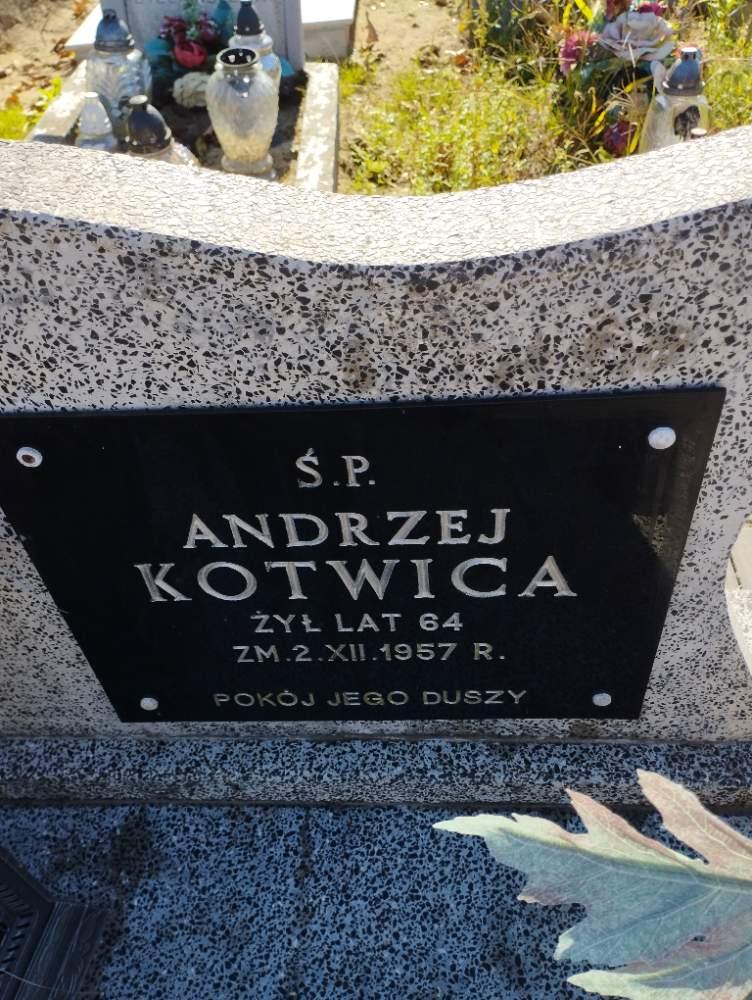 Ś.P.
ANDRZEJ
KOTWICA
ŻYŁ LAT 64
ZM.2.XII.1957 R.
POKÓJ JEGO DUSZY